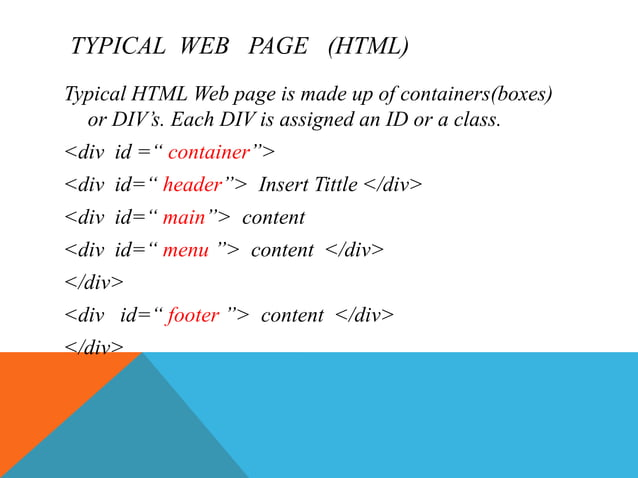 TYPICAL WEB PAGE (HTML)
Typical HTML Web page is made up of containers(boxes)
or DIV’s. Each DIV is assigned an ID or a class.
<div id =“ container”>
<div id=“ header”> Insert Tittle </div>
<div id=“ main”> content
<div id=“ menu ”> content </div>
</div>
<div id=“ footer ”> content </div>
</div>